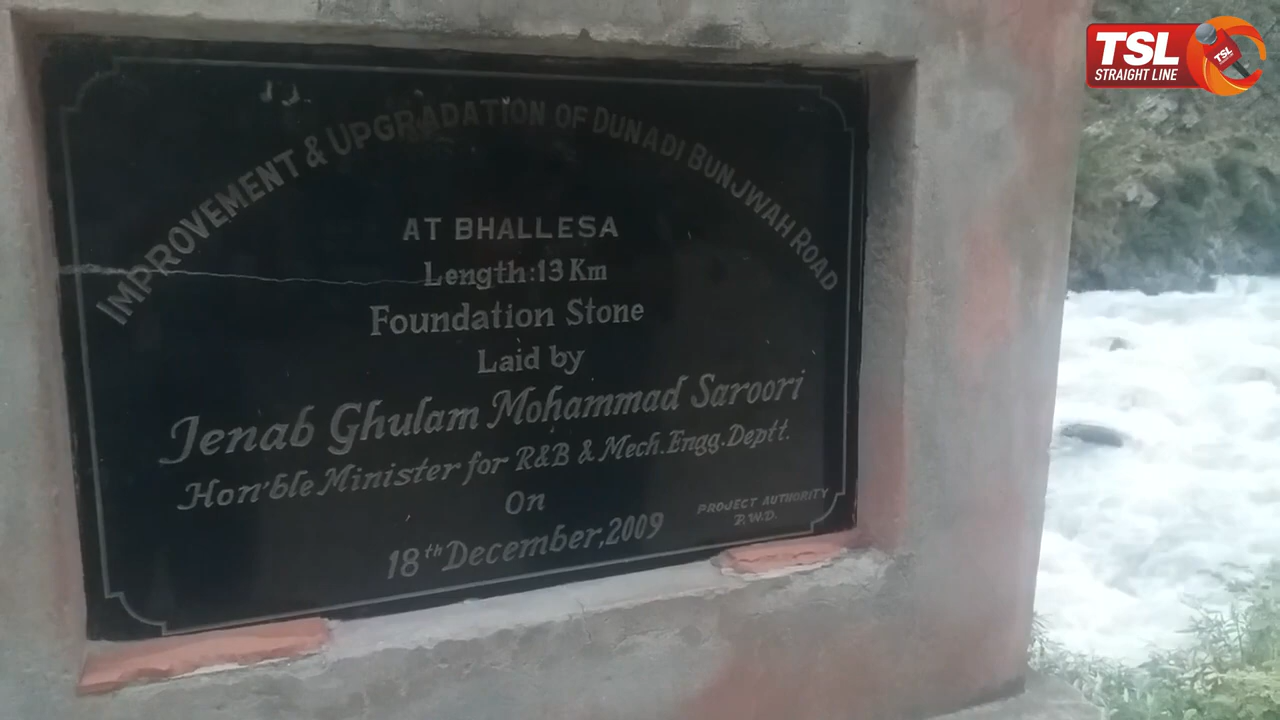 IMPROVEMENT & UPGRADATION OF DUNADI BUNJWAH ROAD
AT BHALLESA
Length:13 Km
Foundation Stone
Laid by
Jenab Ghulam Mohammad Saroori
Hon'ble Minister for R&B & Mech. Engg. Deptt.
On
18th December, 2009
PROJECT AUTHORITY
P.W.D.
TSL
STRAIGHT LINE
TSL